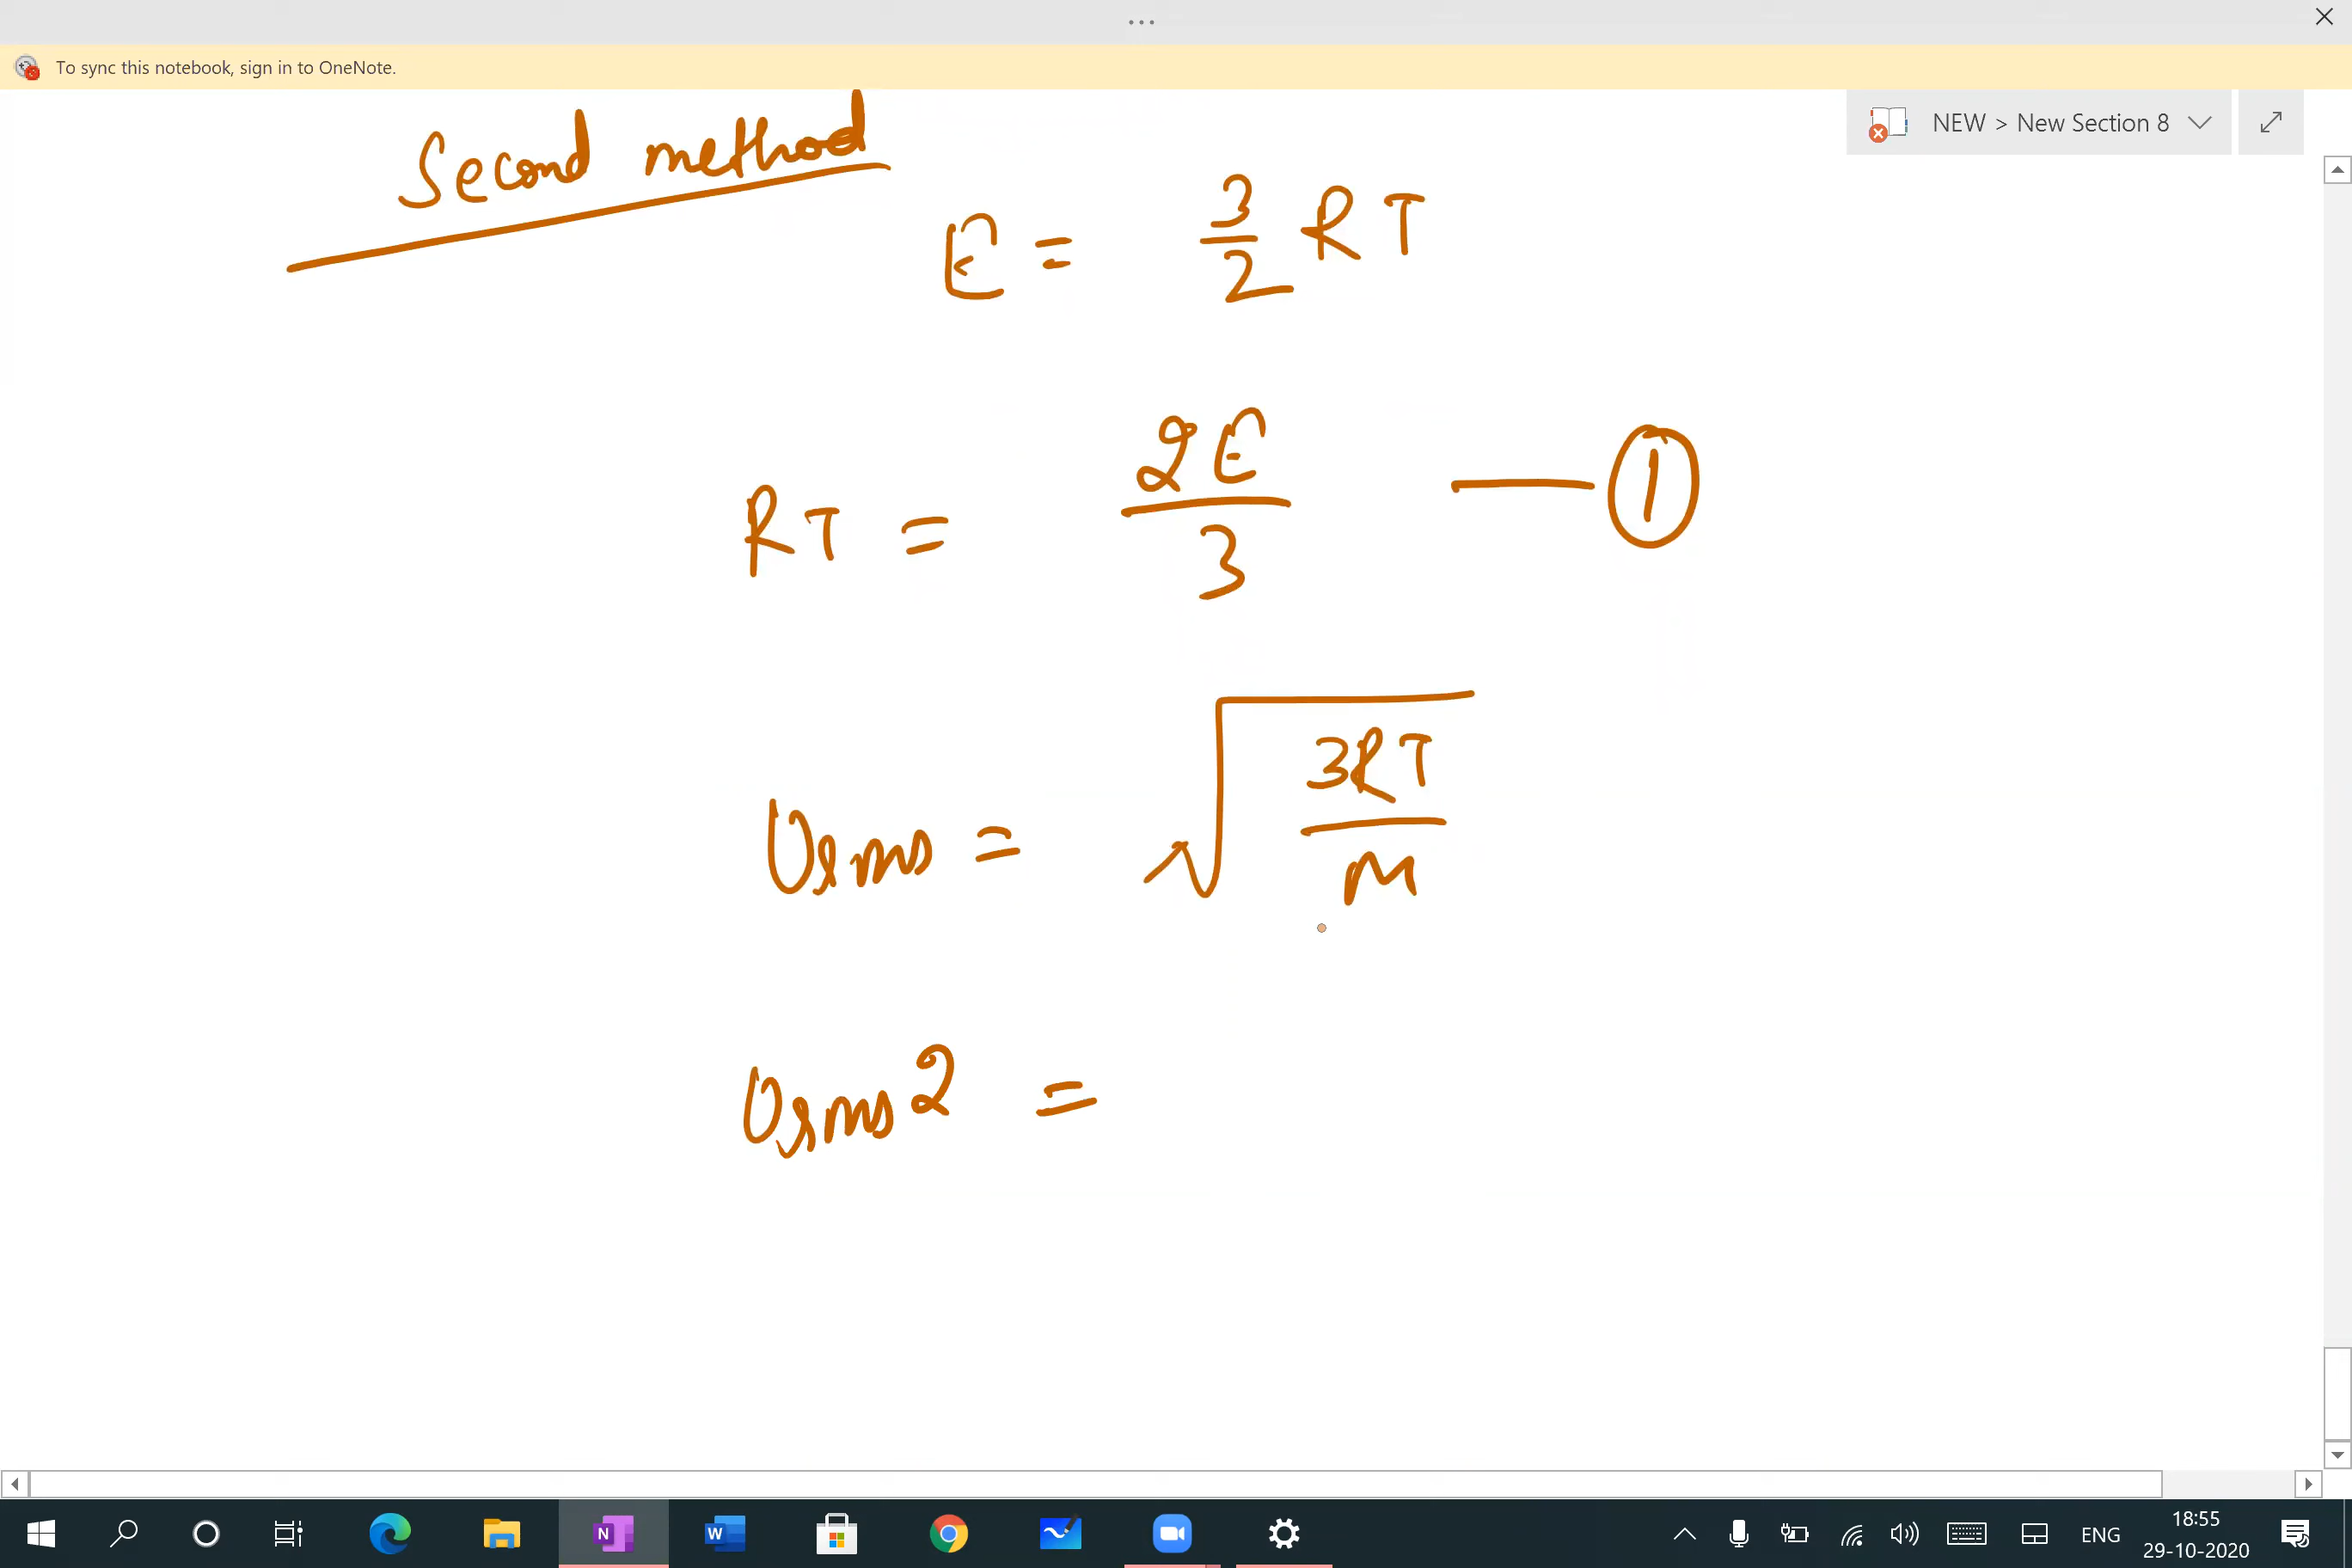 To sync this notebook, sign in to OneNote.
NEW > New Section 8
Second method
E = 3/2 RT
RT = 2E/3 — ①
Urms = √(3RT/M)
Urms2 =
ENG
18:55
29-10-2020